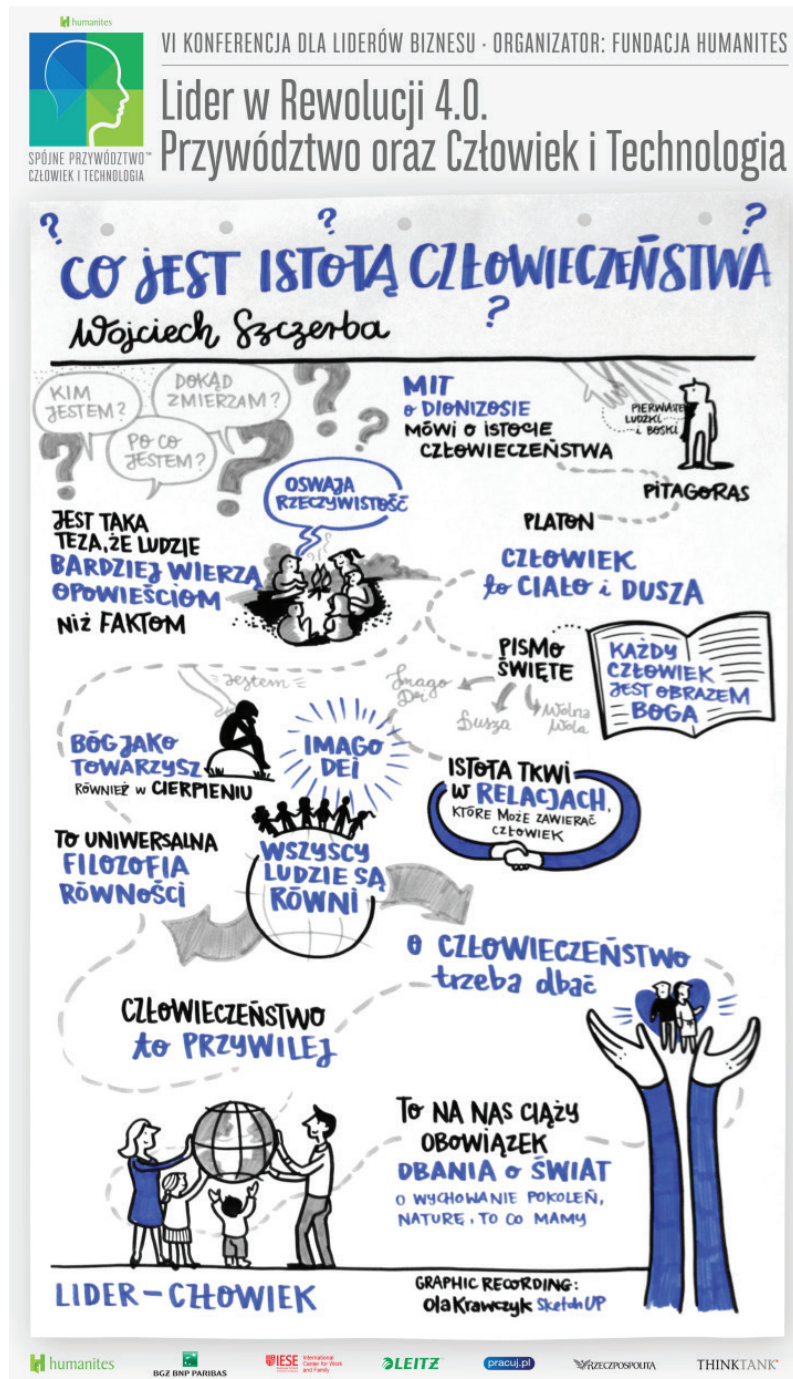 humanites
VI KONFERENCJA DLA LIDERÓW BIZNESU · ORGANIZATOR: FUNDACJA HUMANITES
Lider w Rewolucji 4.0.
Przywództwo oraz Człowiek i Technologia
SPÓJNE PRZYWÓDZTWO™
CZŁOWIEK I TECHNOLOGIA
? ? ?
CO JEST ISTOTĄ CZŁOWIECZEŃSTWA
?
Wojciech Szczerba
KIM
JESTEM?
DOKĄD
ZMIERZAM?
PO CO
JESTEM?
? ? ? ?
MIT
o DIONIZOSIE
MÓWI O ISTOCIE
CZŁOWIECZEŃSTWA
PIERWIASTEK
LUDZKI
i BOSKI
PITAGORAS
OSWAJA
RZECZYWISTOŚĆ
JEST TAKA
TEZA, ŻE LUDZIE
BARDZIEJ WIERZĄ
OPOWIEŚCIOM
NIŻ FAKTOM
PLATON
CZŁOWIEK
to CIAŁO i DUSZA
PISMO
ŚWIĘTE
KAŻDY
CZŁOWIEK
JEST OBRAZEM
BOGA
Imago
Dei
Dusza
Wolna
Wola
Jestem
BÓG JAKO
TOWARZYSZ
RÓWNIEŻ W CIERPIENIU
IMAGO
DEI
ISTOTA TKWI
W RELACJACH,
KTÓRE MOŻE ZAWIERAĆ
CZŁOWIEK
TO UNIWERSALNA
FILOZOFIA
RÓWNOŚCI
WSZYSCY
LUDZIE SĄ
RÓWNI
O CZŁOWIECZEŃSTWO
trzeba dbać
CZŁOWIECZEŃSTWO
to PRZYWILEJ
TO NA NAS CIĄŻY
OBOWIĄZEK
DBANIA o ŚWIAT
O WYCHOWANIE POKOLEŃ,
NATURĘ, TO CO MAMY
LIDER – CZŁOWIEK
GRAPHIC RECORDING:
Ola Krawczyk SketchUP
humanites
BGŻ BNP PARIBAS
IESE International
Center for Work
and Family
LEITZ
pracuj.pl
RZECZPOSPOLITA
THINKTANK